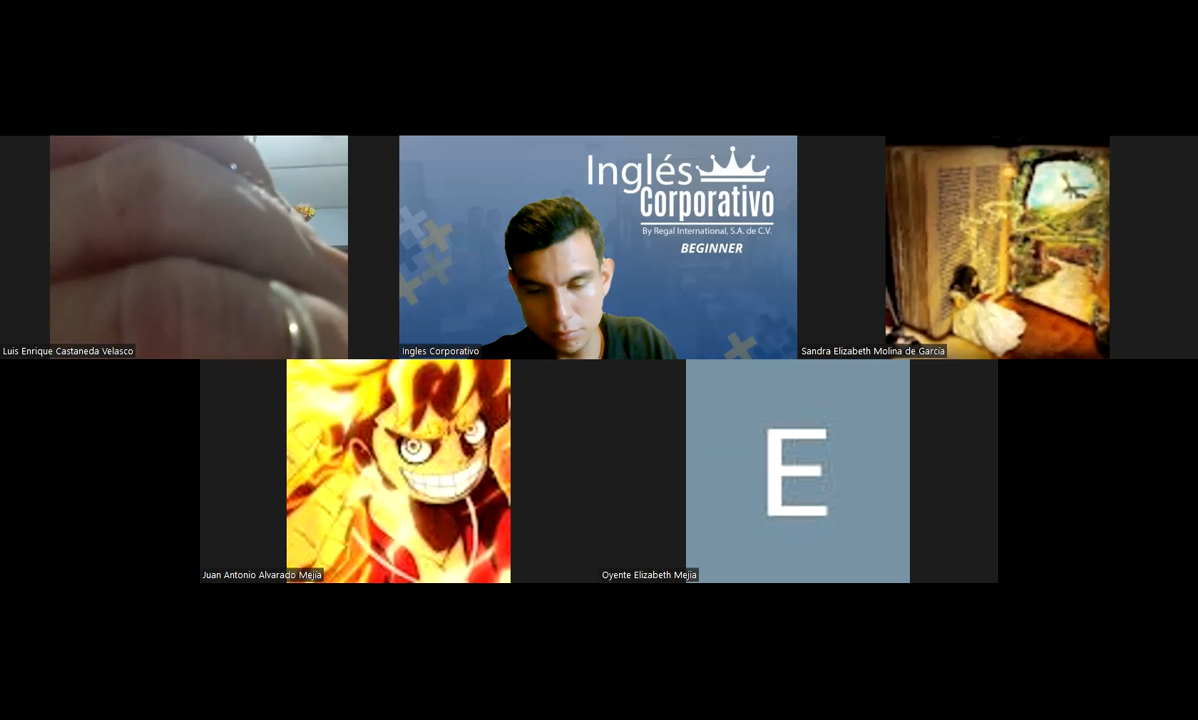 Inglés
Corporativo
By Regal International, S.A. de C.V.
BEGINNER
Luis Enrique Castaneda Velasco
Ingles Corporativo
Sandra Elizabeth Molina de García
E
Juan Antonio Alvarado Mejía
Oyente Elizabeth Mejia